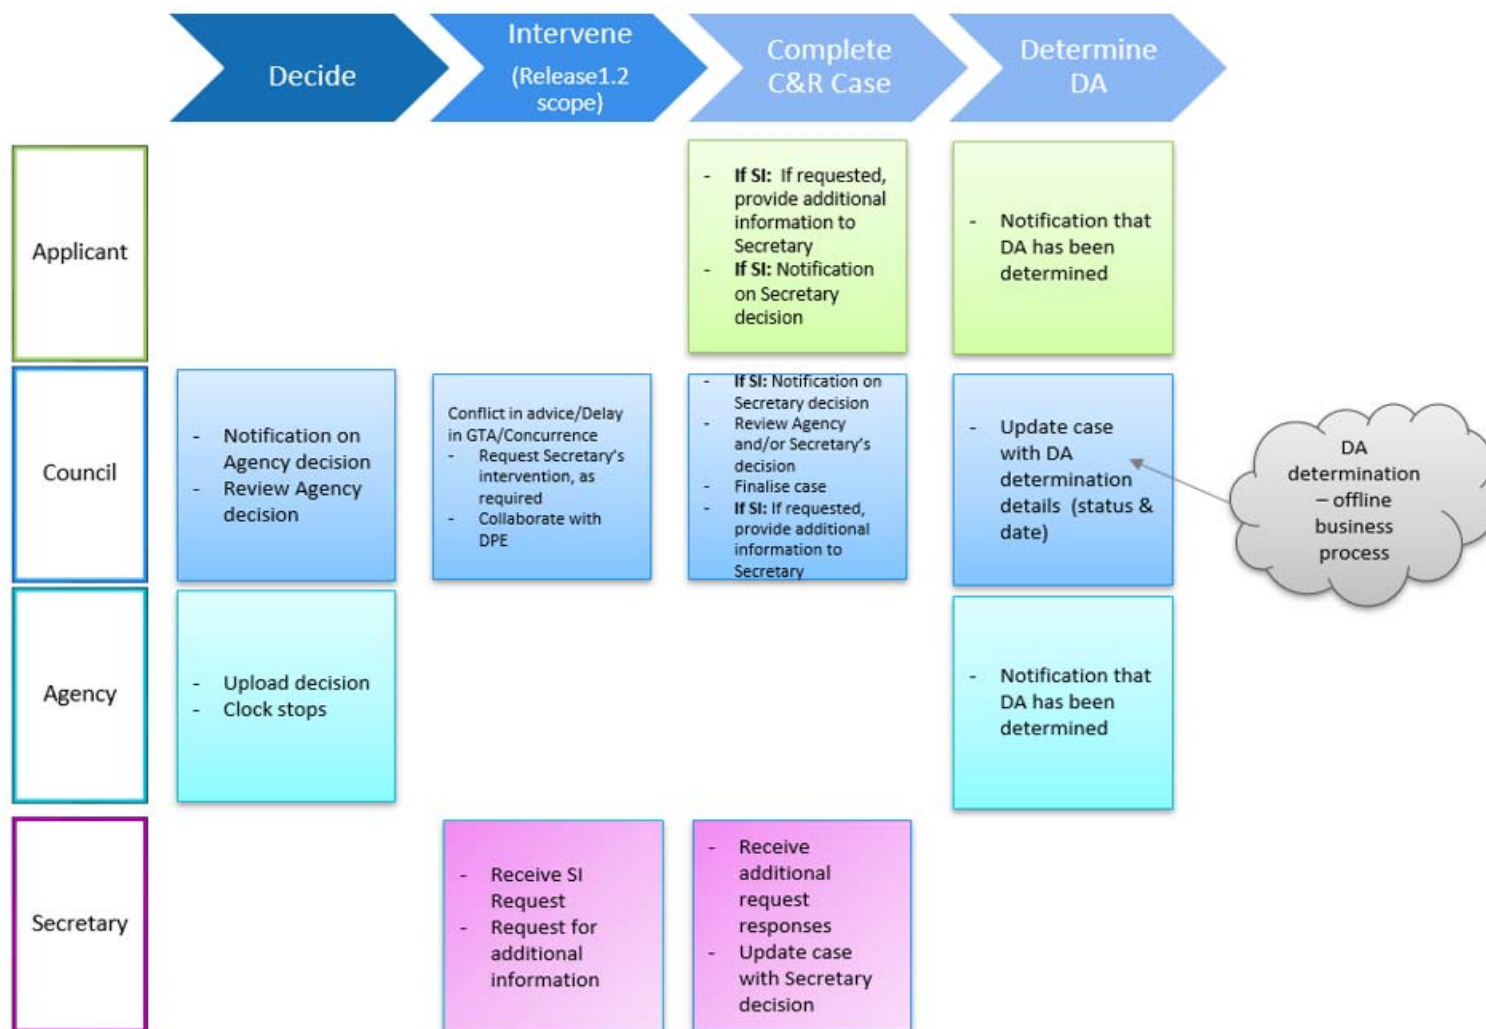 Decide
Intervene
(Release1.2
scope)
Complete
C&R Case
Determine
DA
Applicant
- If SI: If requested,
provide additional
information to
Secretary
- If SI: Notification
on Secretary
decision
- Notification that
DA has been
determined
Council
- Notification on
Agency decision
- Review Agency
decision
Conflict in advice/Delay
in GTA/Concurrence
- Request Secretary's
intervention, as
required
- Collaborate with
DPE
- If SI: Notification on
Secretary decision
- Review Agency
and/or Secretary's
decision
- Finalise case
- If SI: If requested,
provide additional
information to
Secretary
- Update case
with DA
determination
details (status &
date)
DA
determination
– offline
business
process
Agency
- Upload decision
- Clock stops
- Notification that
DA has been
determined
Secretary
- Receive SI
Request
- Request for
additional
information
- Receive
additional
request
responses
- Update case
with Secretary
decision